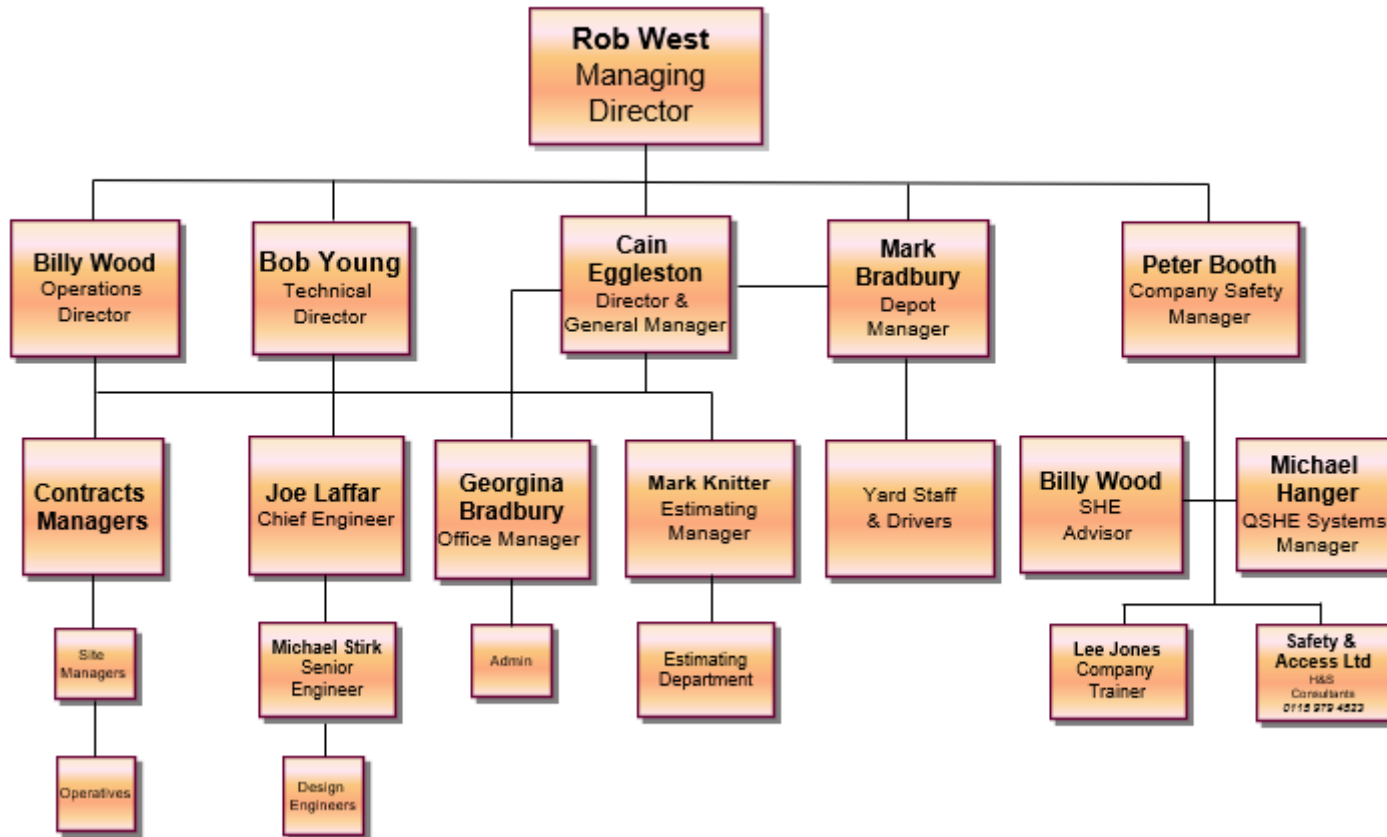 Rob West
Managing
Director
Billy Wood
Operations
Director
Bob Young
Technical
Director
Cain
Eggleston
Director &
General Manager
Mark
Bradbury
Depot
Manager
Peter Booth
Company Safety
Manager
Contracts
Managers
Joe Laffar
Chief Engineer
Georgina
Bradbury
Office Manager
Mark Knitter
Estimating
Manager
Yard Staff
& Drivers
Billy Wood
SHE
Advisor
Michael
Hanger
QSHE Systems
Manager
Site
Managers
Michael Stirk
Senior
Engineer
Admin
Estimating
Department
Lee Jones
Company
Trainer
Safety &
Access Ltd
H&S
Consultants
0115 979 4523
Operatives
Design
Engineers